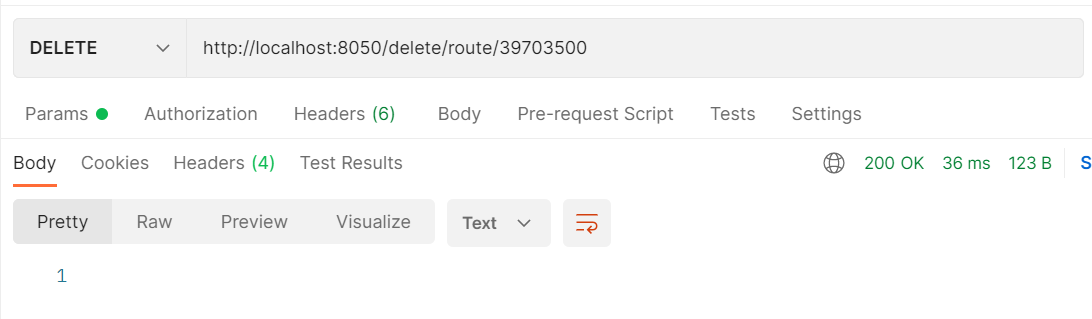 DELETE http://localhost:8050/delete/route/39703500
Params Authorization Headers (6) Body Pre-request Script Tests Settings
Body Cookies Headers (4) Test Results 200 OK 36 ms 123 B S
Pretty Raw Preview Visualize Text
1